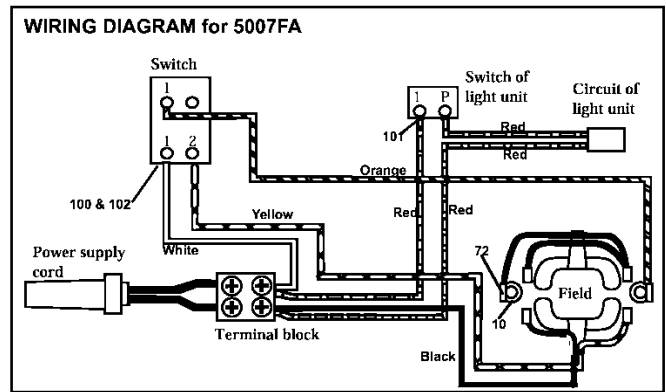 WIRING DIAGRAM for 5007FA
Switch
Switch of
light unit
Circuit of
light unit
1
1 P
101
Red
Red
1 2
Orange
100 & 102
Red
Red
Yellow
White
72
Power supply
cord
Field
10
Terminal block
Black